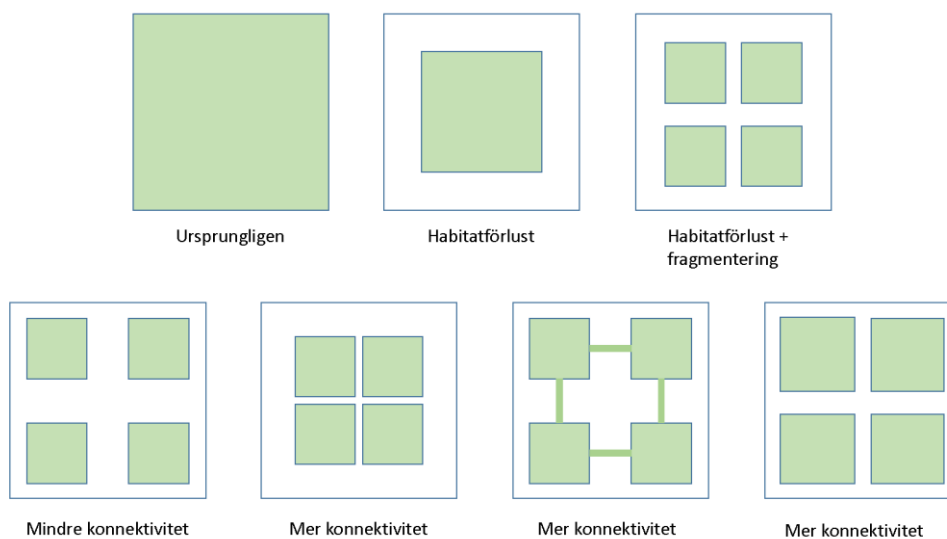 Ursprungligen
Habitatförlust
Habitatförlust +
fragmentering
Mindre konnektivitet
Mer konnektivitet
Mer konnektivitet
Mer konnektivitet